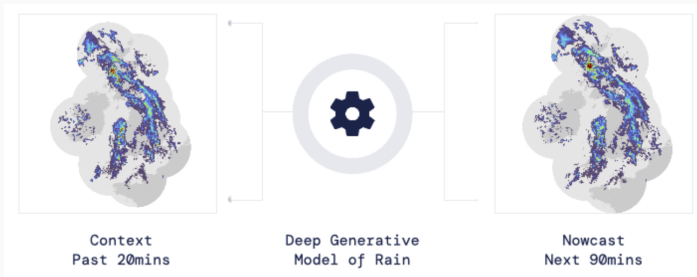 Context
Past 20mins
Deep Generative
Model of Rain
Nowcast
Next 90mins